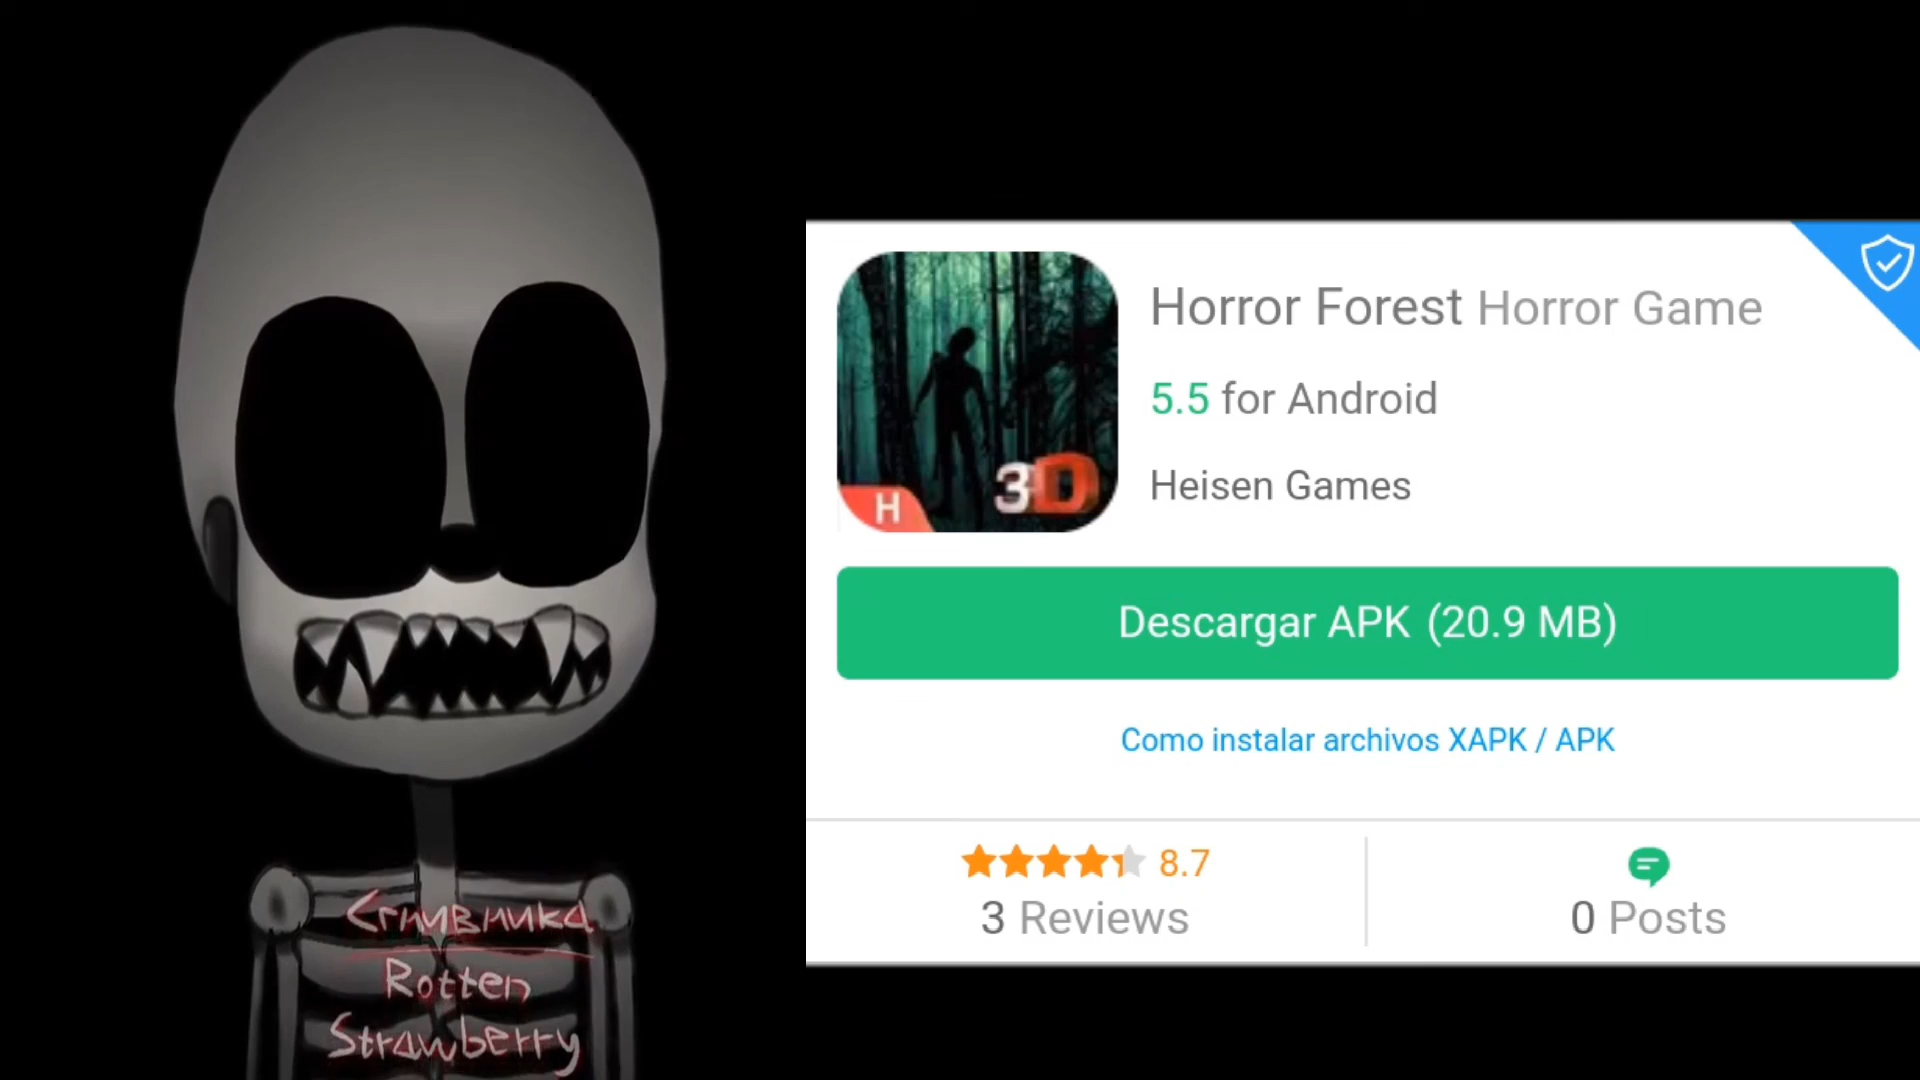 Сгнивника
Rotten
Strawberry
3D
H
Horror Forest Horror Game
5.5 for Android
Heisen Games
Descargar APK (20.9 MB)
Como instalar archivos XAPK / APK
8.7
3 Reviews
0 Posts